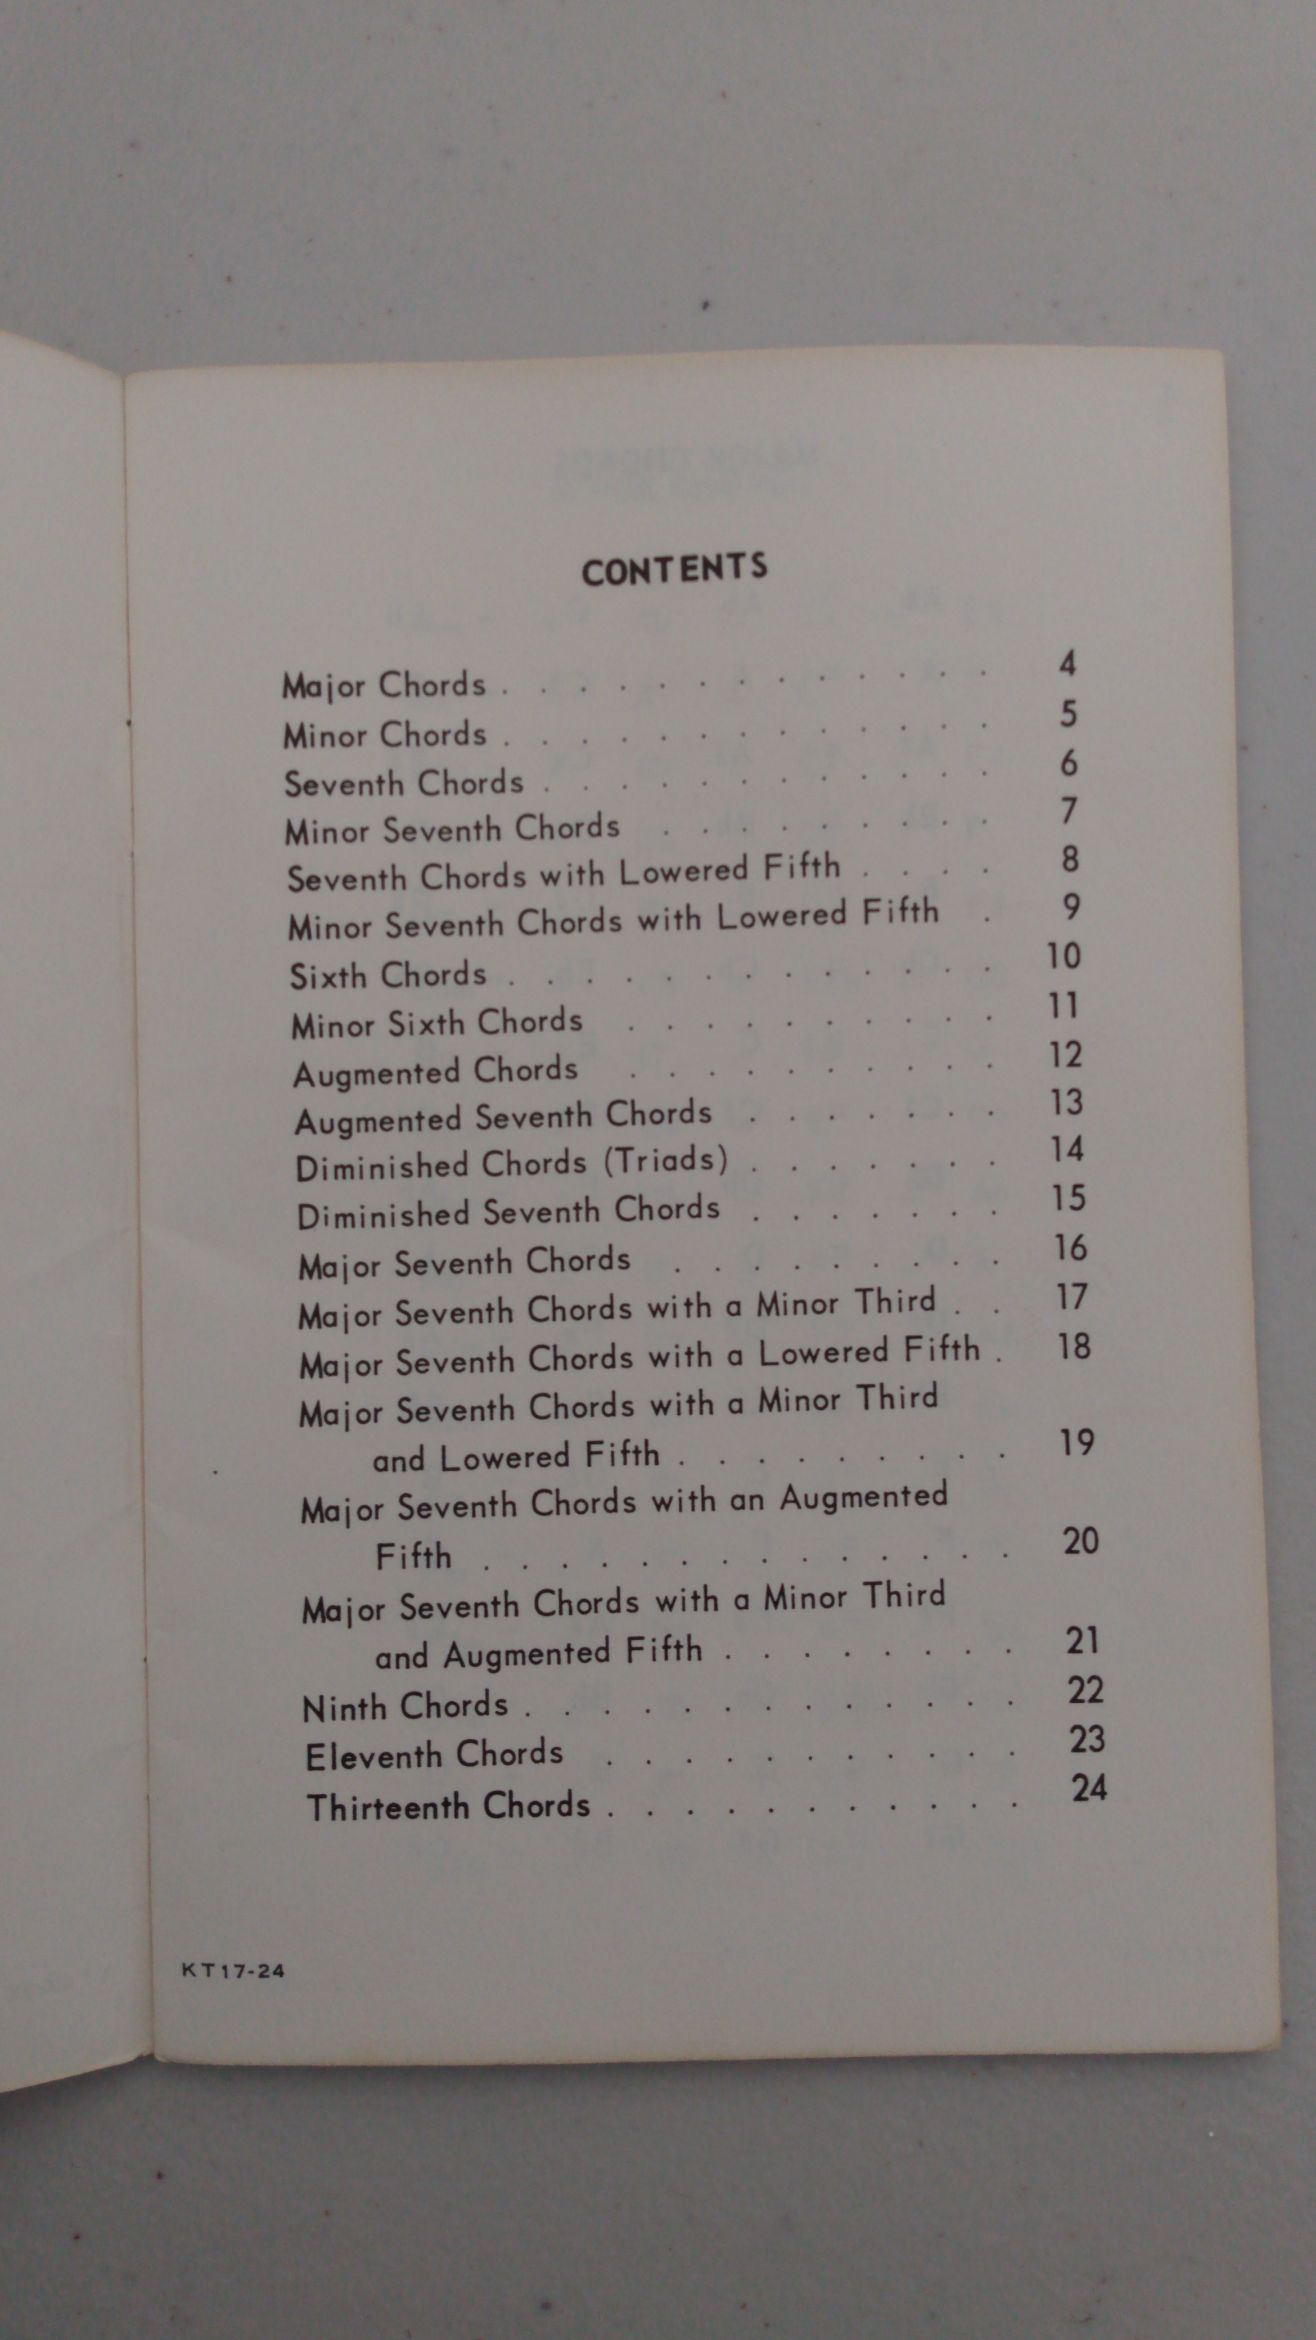 CONTENTS
Major Chords . . . . . . . . . . . . . 4
Minor Chords . . . . . . . . . . . . . 5
Seventh Chords . . . . . . . . . . . . 6
Minor Seventh Chords . . . . . . . . . 7
Seventh Chords with Lowered Fifth . . . . 8
Minor Seventh Chords with Lowered Fifth . 9
Sixth Chords . . . . . . . . . . . . . 10
Minor Sixth Chords . . . . . . . . . . 11
Augmented Chords . . . . . . . . . . 12
Augmented Seventh Chords . . . . . . . 13
Diminished Chords (Triads) . . . . . . . 14
Diminished Seventh Chords . . . . . . . 15
Major Seventh Chords . . . . . . . . . 16
Major Seventh Chords with a Minor Third . . 17
Major Seventh Chords with a Lowered Fifth . 18
Major Seventh Chords with a Minor Third
and Lowered Fifth . . . . . . . . . 19
Major Seventh Chords with an Augmented
Fifth . . . . . . . . . . . . . . 20
Major Seventh Chords with a Minor Third
and Augmented Fifth . . . . . . . . 21
Ninth Chords . . . . . . . . . . . . . 22
Eleventh Chords . . . . . . . . . . . 23
Thirteenth Chords . . . . . . . . . . . 24
KT17-24